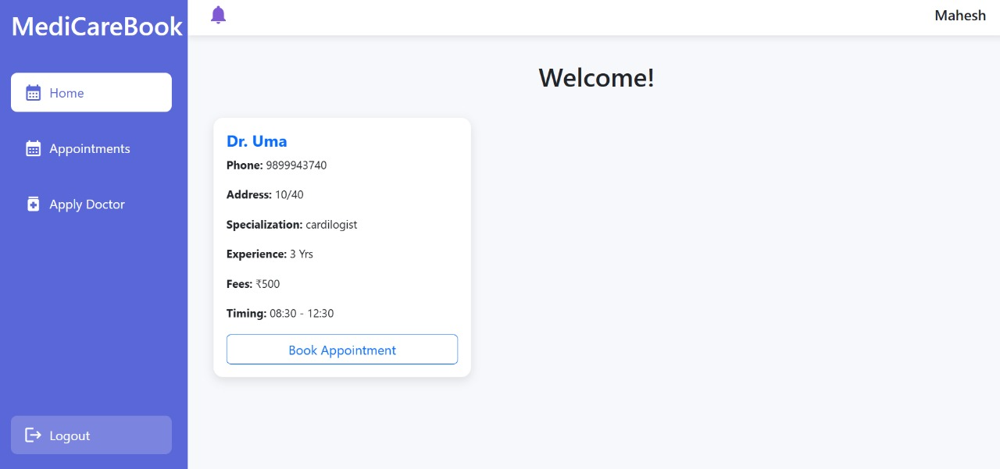 MediCareBook
Mahesh
Home
Appointments
Apply Doctor
Logout
Welcome!
Dr. Uma
Phone: 9899943740
Address: 10/40
Specialization: cardilogist
Experience: 3 Yrs
Fees: ₹500
Timing: 08:30 - 12:30
Book Appointment